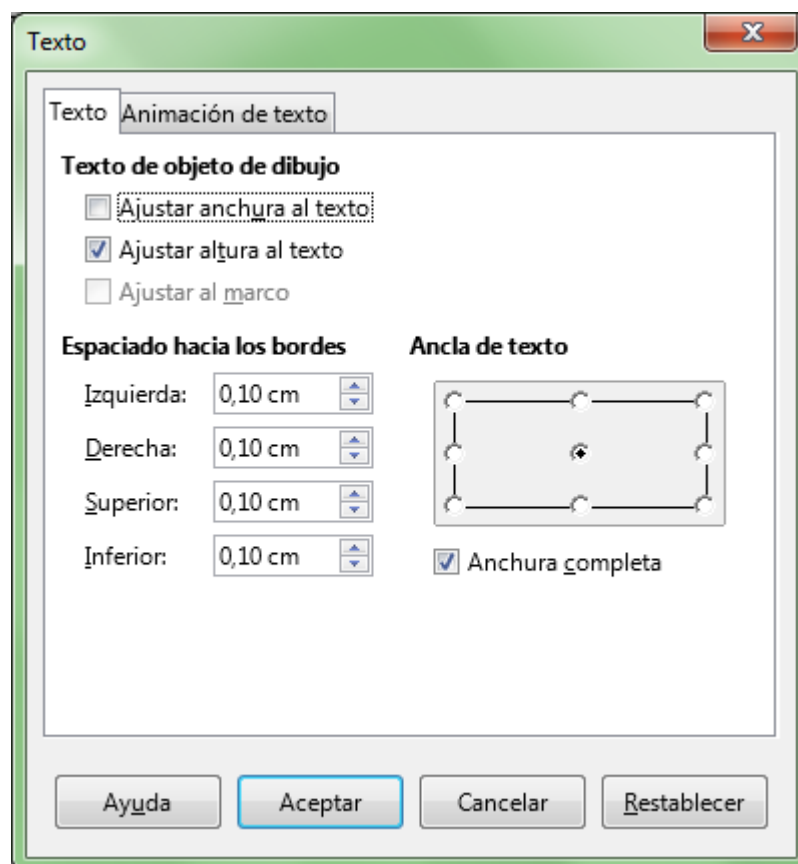 Texto
Texto Animación de texto
Texto de objeto de dibujo
Ajustar anchura al texto
Ajustar altura al texto
Ajustar al marco
Espaciado hacia los bordes Ancla de texto
Izquierda: 0,10 cm
Derecha: 0,10 cm
Superior: 0,10 cm
Inferior: 0,10 cm
Anchura completa
Ayuda Aceptar Cancelar Restablecer